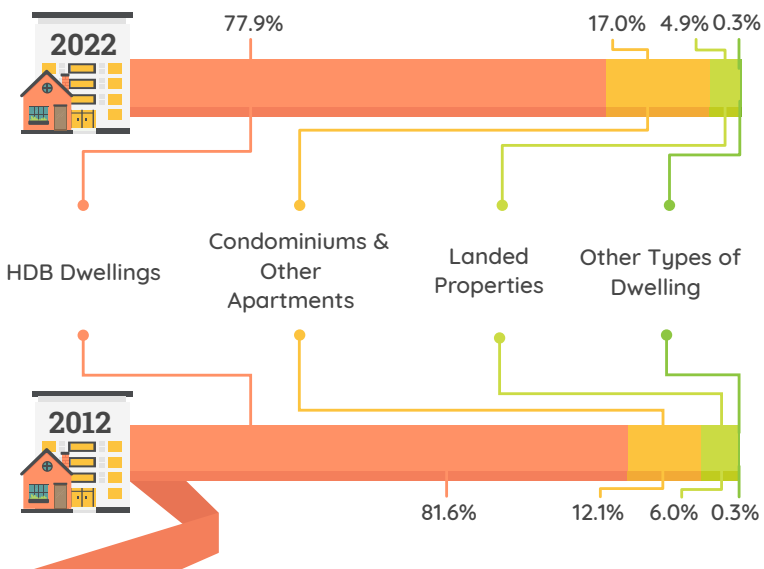 77.9%
17.0%
4.9%
0.3%
2022
HDB Dwellings
Condominiums &
Other
Apartments
Landed
Properties
Other Types of
Dwelling
2012
81.6%
12.1%
6.0%
0.3%